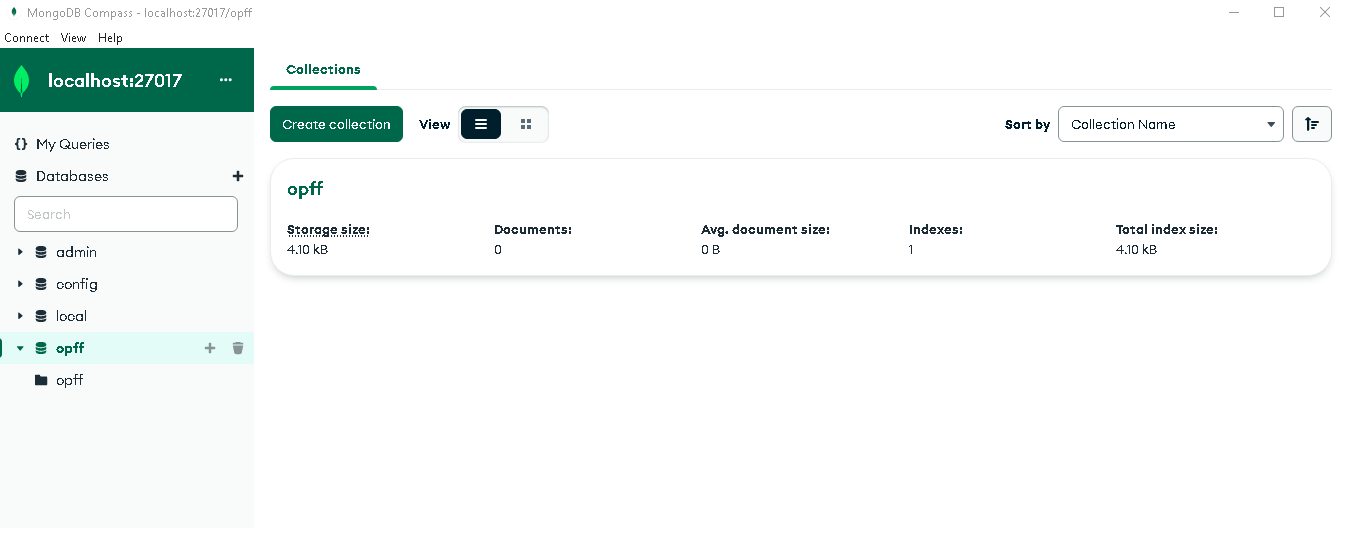 MongoDB Compass - localhost:27017/opff
Connect View Help
localhost:27017 ...
Collections
Create collection View Sort by Collection Name
{} My Queries
Databases +
Search
admin
config
local
opff +
opff
opff
Storage size: Documents: Avg. document size: Indexes: Total index size:
4.10 kB 0 0 B 1 4.10 kB